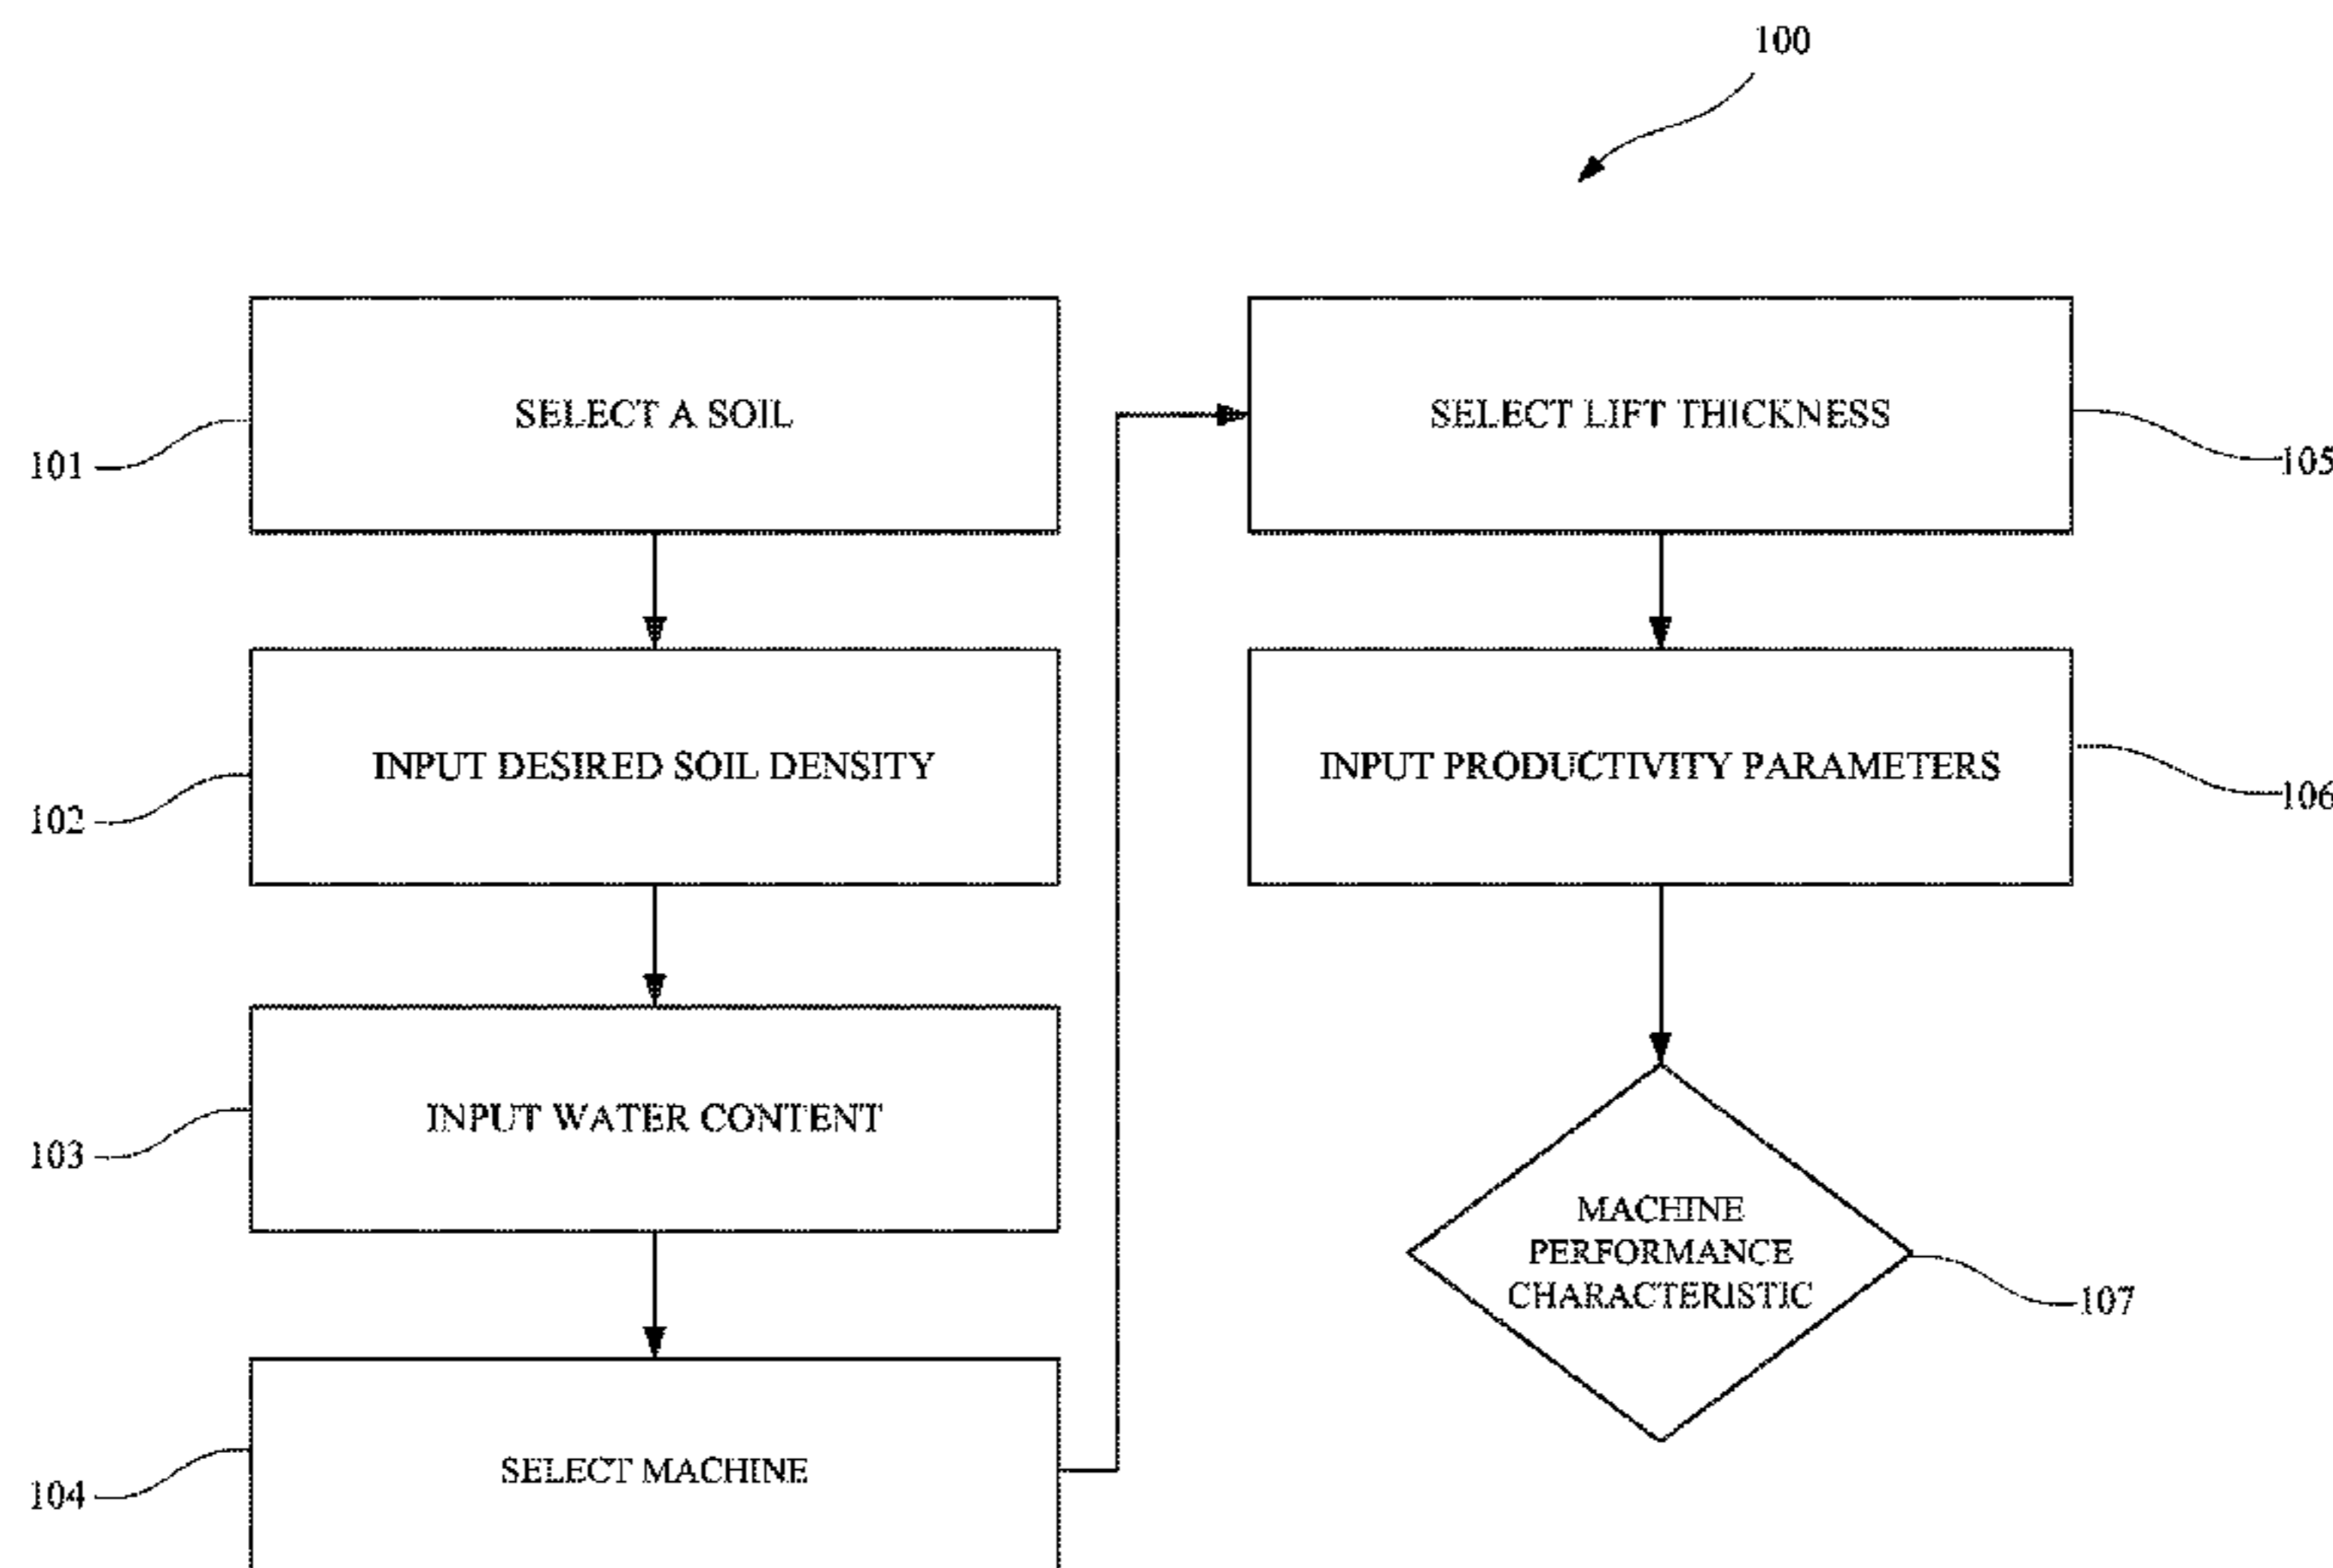 100
SELECT A SOIL
101
INPUT DESIRED SOIL DENSITY
102
INPUT WATER CONTENT
103
SELECT MACHINE
104
SELECT LIFT THICKNESS
105
INPUT PRODUCTIVITY PARAMETERS
106
MACHINE
PERFORMANCE
CHARACTERISTIC
107